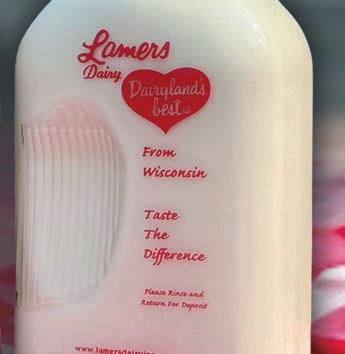 Lamers
Dairy
Dairyland's
best
From
Wisconsin
Taste
The
Difference
Please Rinse and
Return For Deposit